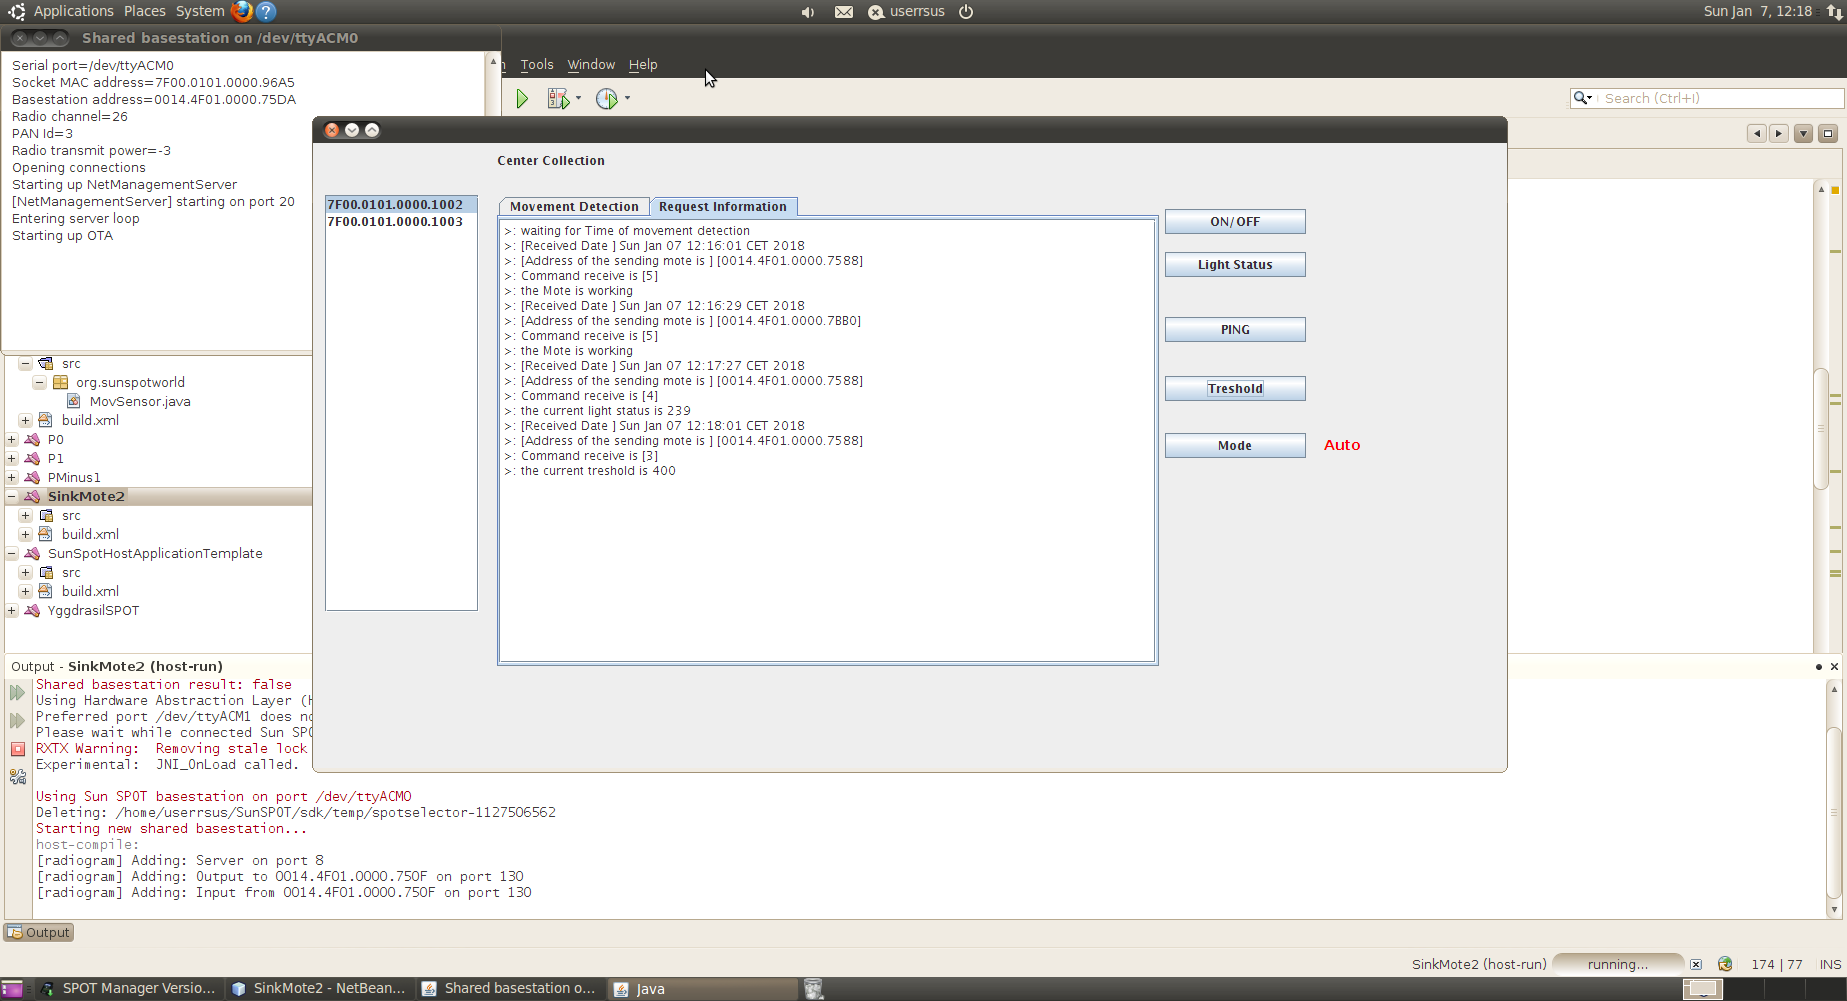 Applications Places System
userrsus
Sun Jan 7, 12:18
Shared basestation on /dev/ttyACM0
Serial port=/dev/ttyACM0
Socket MAC address=7F00.0101.0000.96A5
Basestation address=0014.4F01.0000.75DA
Radio channel=26
PAN Id=3
Radio transmit power=-3
Opening connections
Starting up NetManagementServer
[NetManagementServer] starting on port 20
Entering server loop
Starting up OTA
Tools Window Help
Search (Ctrl+I)
Center Collection
7F00.0101.0000.1002
7F00.0101.0000.1003
Movement Detection Request Information
>: waiting for Time of movement detection
>: [Received Date ] Sun Jan 07 12:16:01 CET 2018
>: [Address of the sending mote is ] [0014.4F01.0000.7588]
>: Command receive is [5]
>: the Mote is working
>: [Received Date ] Sun Jan 07 12:16:29 CET 2018
>: [Address of the sending mote is ] [0014.4F01.0000.7BB0]
>: Command receive is [5]
>: the Mote is working
>: [Received Date ] Sun Jan 07 12:17:27 CET 2018
>: [Address of the sending mote is ] [0014.4F01.0000.7588]
>: Command receive is [4]
>: the current light status is 239
>: [Received Date ] Sun Jan 07 12:18:01 CET 2018
>: [Address of the sending mote is ] [0014.4F01.0000.7588]
>: Command receive is [3]
>: the current treshold is 400
ON/OFF
Light Status
PING
Treshold
Mode Auto
src
org.sunspotworld
MovSensor.java
build.xml
P0
P1
PMinus1
SinkMote2
src
build.xml
SunSpotHostApplicationTemplate
src
build.xml
YggdrasilSPOT
Output - SinkMote2 (host-run)
Shared basestation result: false
Using Hardware Abstraction Layer (
Preferred port /dev/ttyACM1 does no
Please wait while connected Sun SPO
RXTX Warning: Removing stale lock
Experimental: JNI_OnLoad called.
Using Sun SPOT basestation on port /dev/ttyACM0
Deleting: /home/userrsus/SunSPOT/sdk/temp/spotselector-1127506562
Starting new shared basestation...
host-compile:
[radiogram] Adding: Server on port 8
[radiogram] Adding: Output to 0014.4F01.0000.750F on port 130
[radiogram] Adding: Input from 0014.4F01.0000.750F on port 130
Output
SinkMote2 (host-run) running... 174 | 77 INS
SPOT Manager Versio... SinkMote2 - NetBean... Shared basestation o... Java